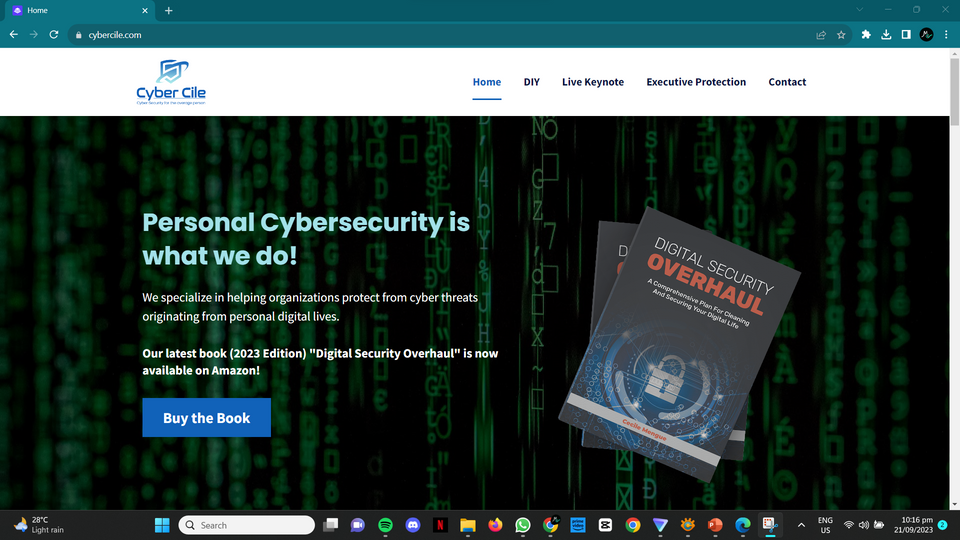 Home
cybercile.com
Cyber Cile
Cyber Security for the average person
Home
DIY
Live Keynote
Executive Protection
Contact
Personal Cybersecurity is
what we do!
We specialize in helping organizations protect from cyber threats
originating from personal digital lives.
Our latest book (2023 Edition) "Digital Security Overhaul" is now
available on Amazon!
Buy the Book
DIGITAL SECURITY
OVERHAUL
A Comprehensive Plan For Cleaning
And Securing Your Digital Life
Cecile Mengue
28°C
Light rain
Search
ENG
US
10:16 pm
21/09/2023